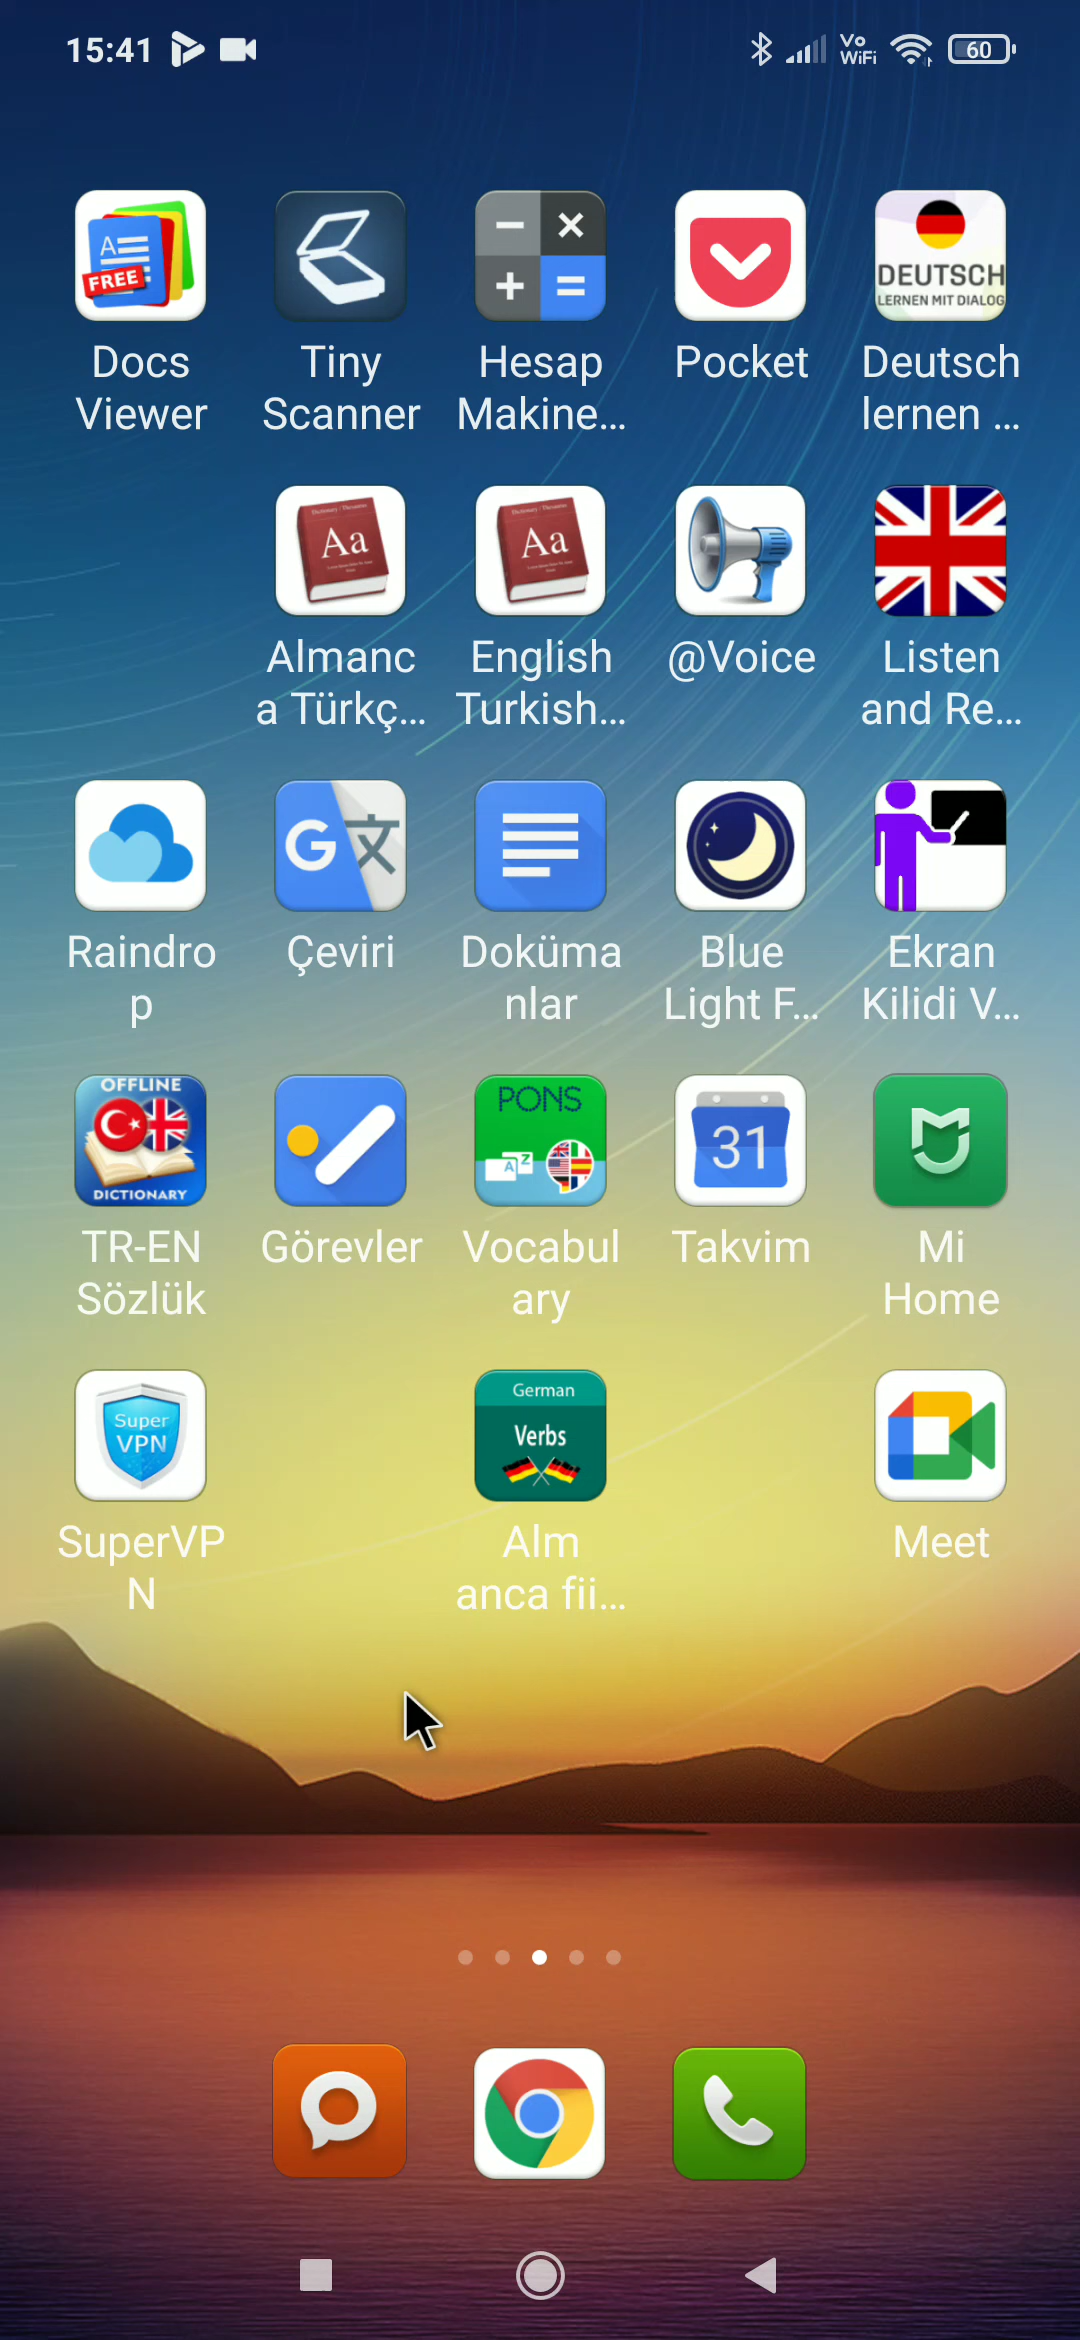 15:41
Vo
WiFi
60
A
FREE
DEUTSCH
LERNEN MIT DIALOG
Docs
Viewer
Tiny
Scanner
Hesap
Makine...
Pocket
Deutsch
lernen ...
Aa
Aa
Almanc
a Türkç...
English
Turkish...
@Voice
Listen
and Re...
G文
Raindro
p
Çeviri
Doküma
nlar
Blue
Light F...
Ekran
Kilidi V...
OFFLINE
DICTIONARY
PONS
A Z
31
TR-EN
Sözlük
Görevler
Vocabul
ary
Takvim
Mi
Home
Super
VPN
German
Verbs
SuperVP
N
Alm
anca fii...
Meet